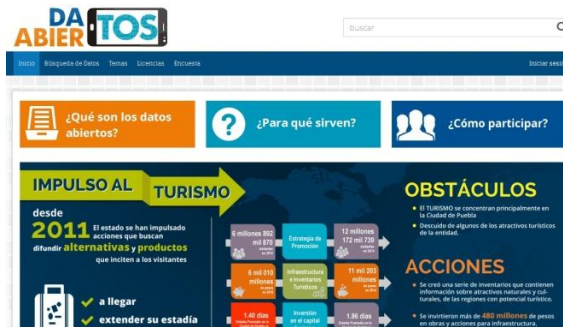 DA
ABIERTOS
buscar
Inicio Búsqueda de Datos Temas Licencias Encuesta Iniciar sesi
¿Qué son los datos
abiertos?
¿Para qué sirven?
¿Cómo participar?
IMPULSO AL TURISMO
desde
2011 El estado se han impulsado
acciones que buscan
difundir alternativas y productos
que inciten a los visitantes
a llegar
extender su estadía
6 millones 892
mil 870
Estrategia de
Promoción
12 millones
172 mil 739
6 mil 010
millones
Infraestructura
e Inventarios
Turísticos
11 mil 203
millones
1.40 días
Inversión
en el capital
1.86 días
OBSTÁCULOS
El TURISMO se concentran principalmente en
la Ciudad de Puebla
Descuido de algunos de los atractivos turísticos
de la entidad.
ACCIONES
Se creó una serie de inventarios que contienen
información sobre atractivos naturales y cul-
turales, de las regiones con potencial turístico.
Se invirtieron más de 480 millones de pesos
en obras y acciones para infraestructura,